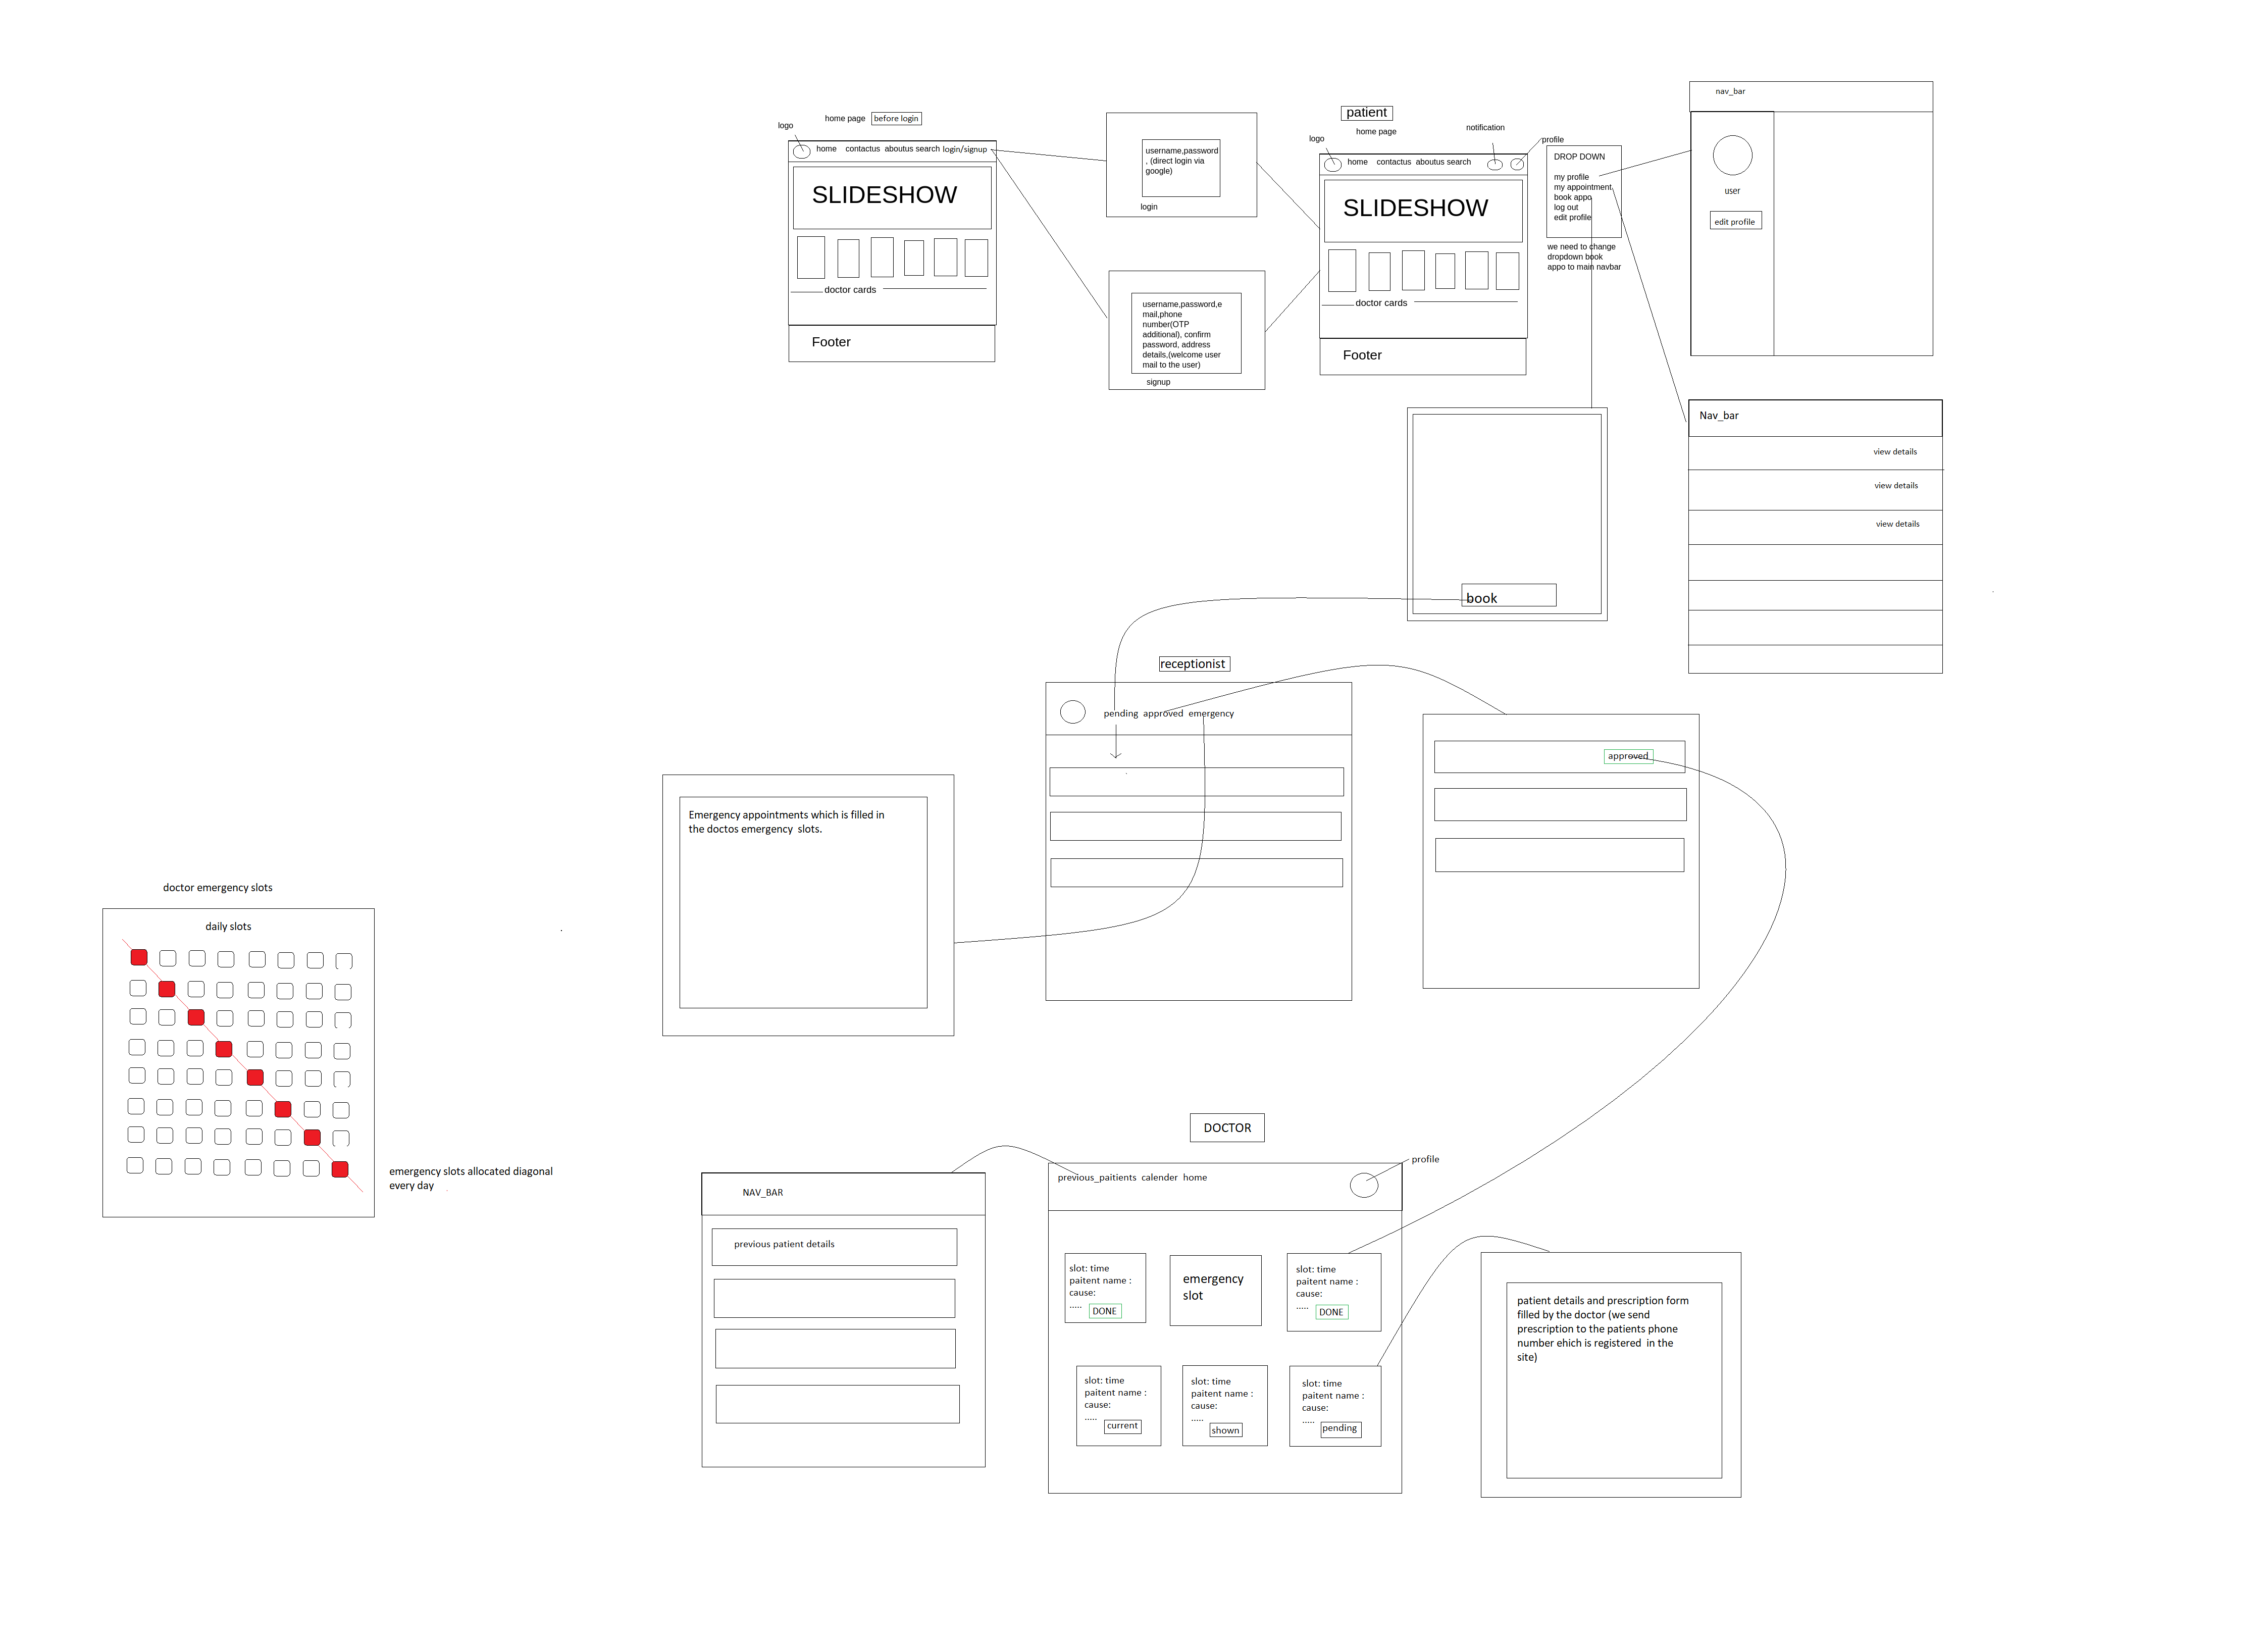 home page
before login
logo
home contactus aboutus search login/signup
SLIDESHOW
doctor cards
Footer
username,password
, (direct login via
google)
login
username,password,e
mail,phone
number(OTP
additional), confirm
password, address
details,(welcome user
mail to the user)
signup
patient
home page
notification
logo
profile
home contactus aboutus search
SLIDESHOW
doctor cards
Footer
DROP DOWN
my profile
my appointment
book appo
log out
edit profile
we need to change
dropdown book
appo to main navbar
nav_bar
user
edit profile
Nav_bar
view details
view details
view details
book
receptionist
pending approved emergency
approved
Emergency appointments which is filled in
the doctos emergency slots.
doctor emergency slots
daily slots
emergency slots allocated diagonal
every day
DOCTOR
NAV_BAR
previous patient details
previous_paitients calender home
profile
slot: time
paitent name :
cause:
.....
DONE
emergency
slot
slot: time
paitent name :
cause:
.....
DONE
slot: time
paitent name :
cause:
.....
current
slot: time
paitent name :
cause:
.....
shown
slot: time
paitent name :
cause:
.....
pending
patient details and prescription form
filled by the doctor (we send
prescription to the patients phone
number ehich is registered in the
site)